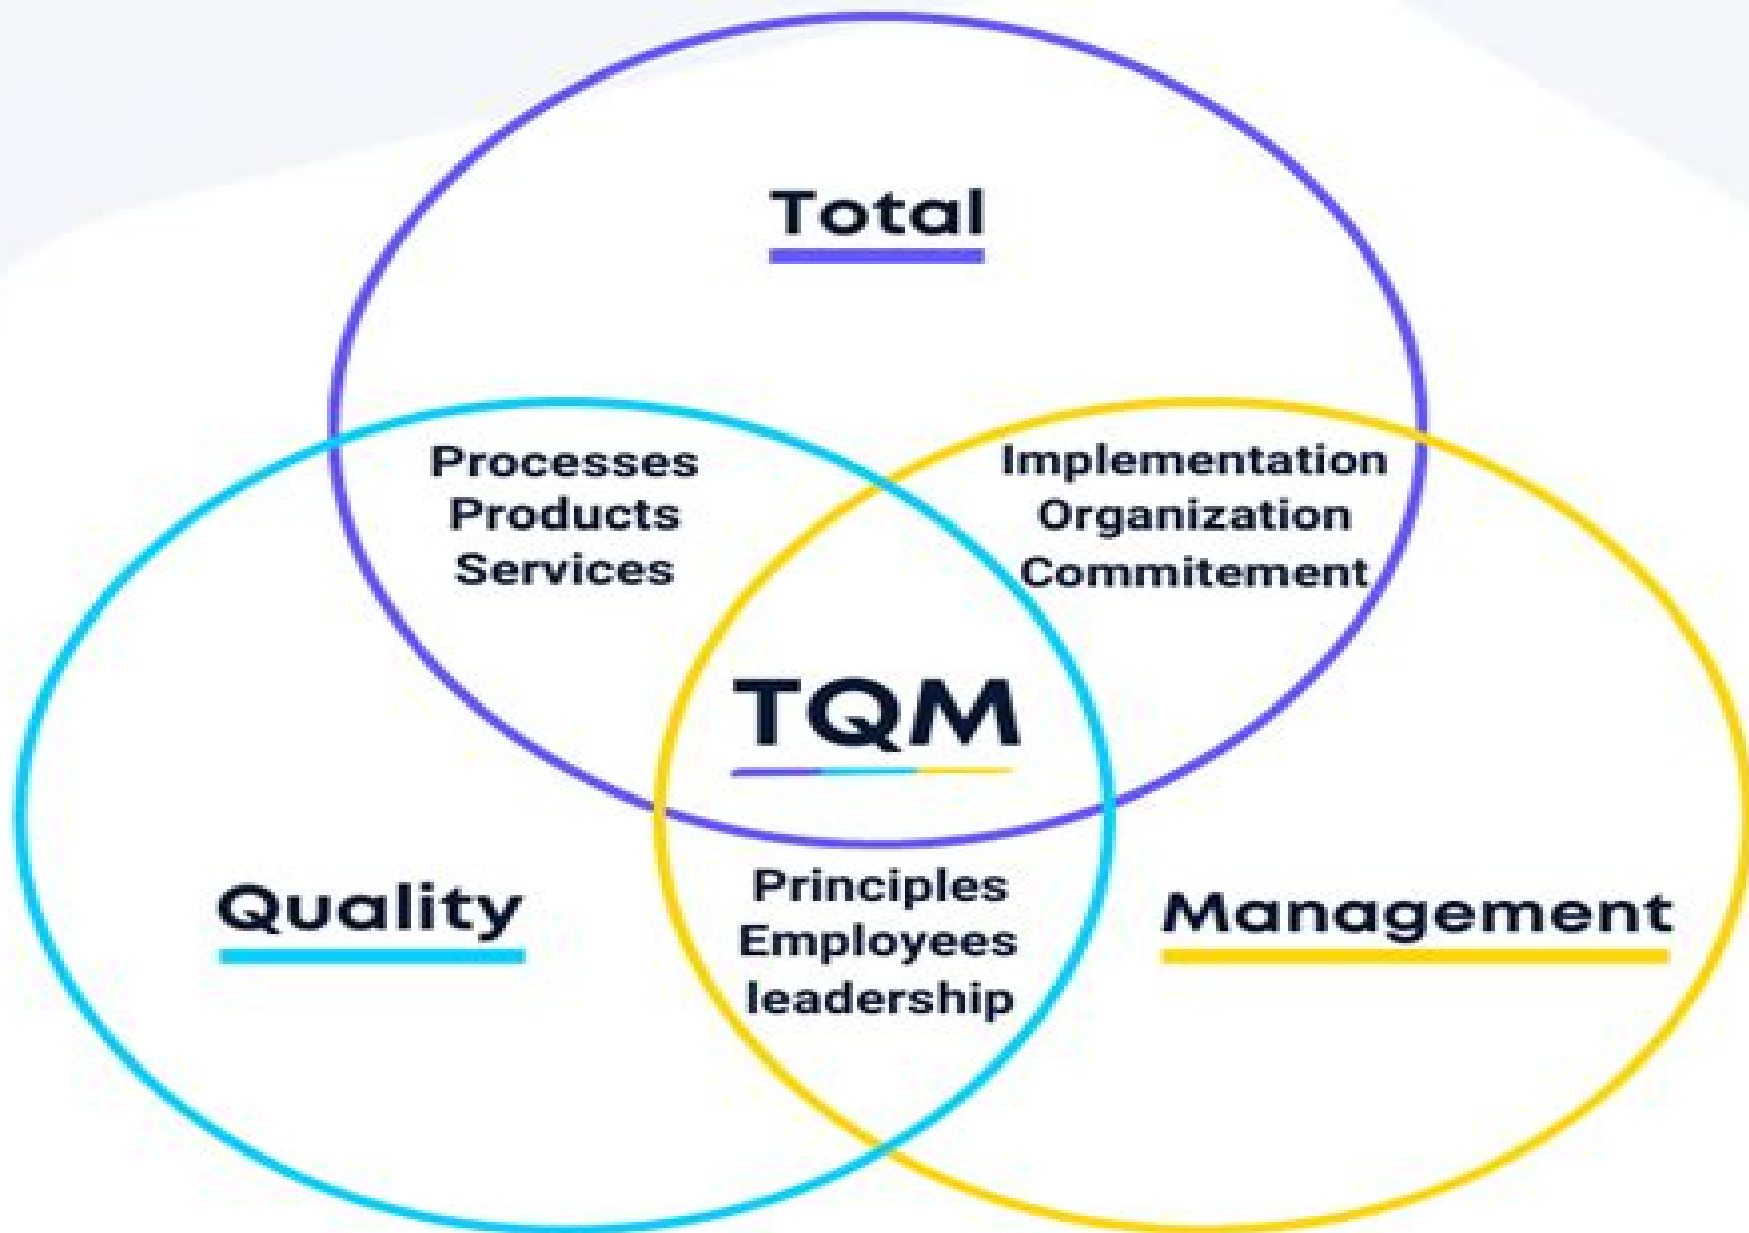 Total
Processes
Products
Services
Implementation
Organization
Commitement
TQM
Quality
Principles
Employees
leadership
Management